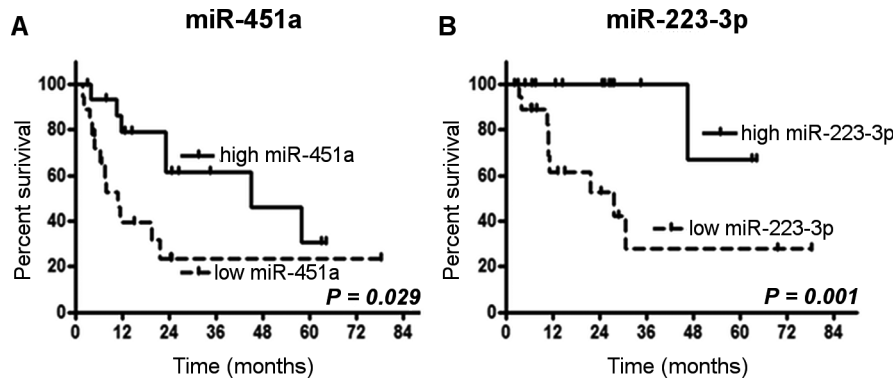 A
miR-451a
100
80
60
40
20
0
Percent surivival
high miR-451a
low miR-451a
P = 0.029
0 12 24 36 48 60 72 84
Time (months)
B
miR-223-3p
100
80
60
40
20
0
Percent surivival
high miR-223-3p
low miR-223-3p
P = 0.001
0 12 24 36 48 60 72 84
Time (months)